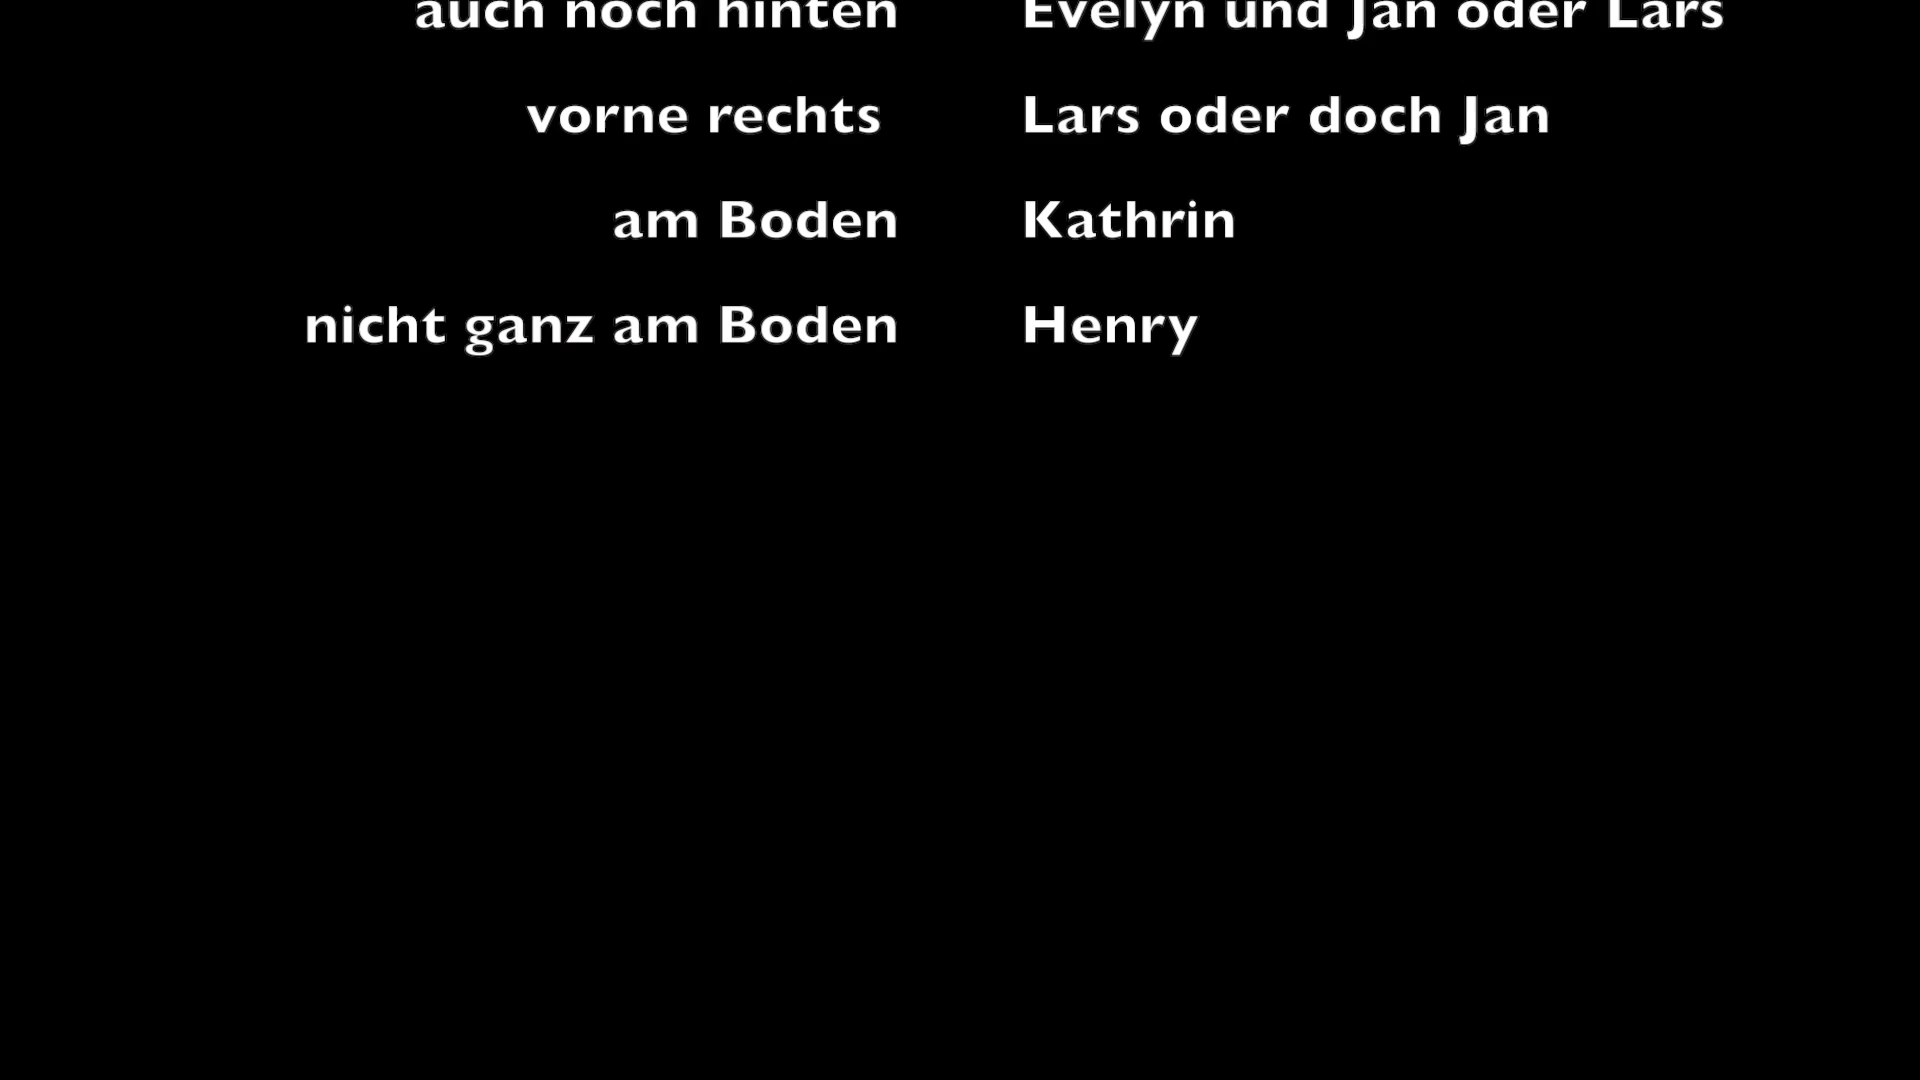 auch noch hinten Evelyn und Jan oder Lars
vorne rechts Lars oder doch Jan
am Boden Kathrin
nicht ganz am Boden Henry